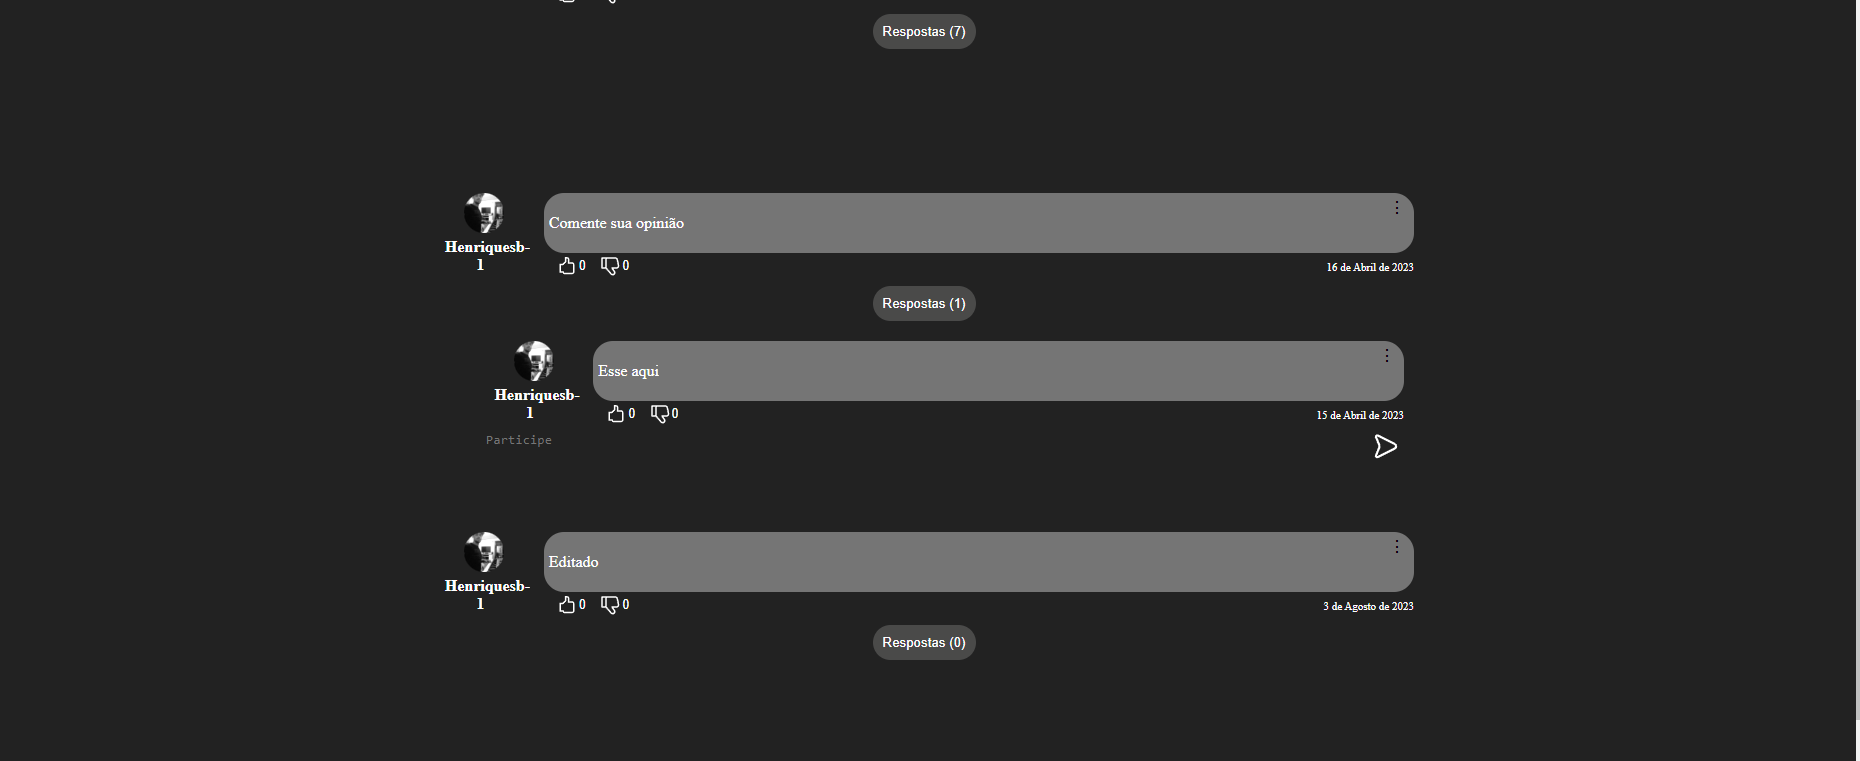 Respostas (7)
Comente sua opinião
Henriquesb-
1
0 0
16 de Abril de 2023
Respostas (1)
Esse aqui
Henriquesb-
1
0 0
15 de Abril de 2023
Participe
Editado
Henriquesb-
1
0 0
3 de Agosto de 2023
Respostas (0)